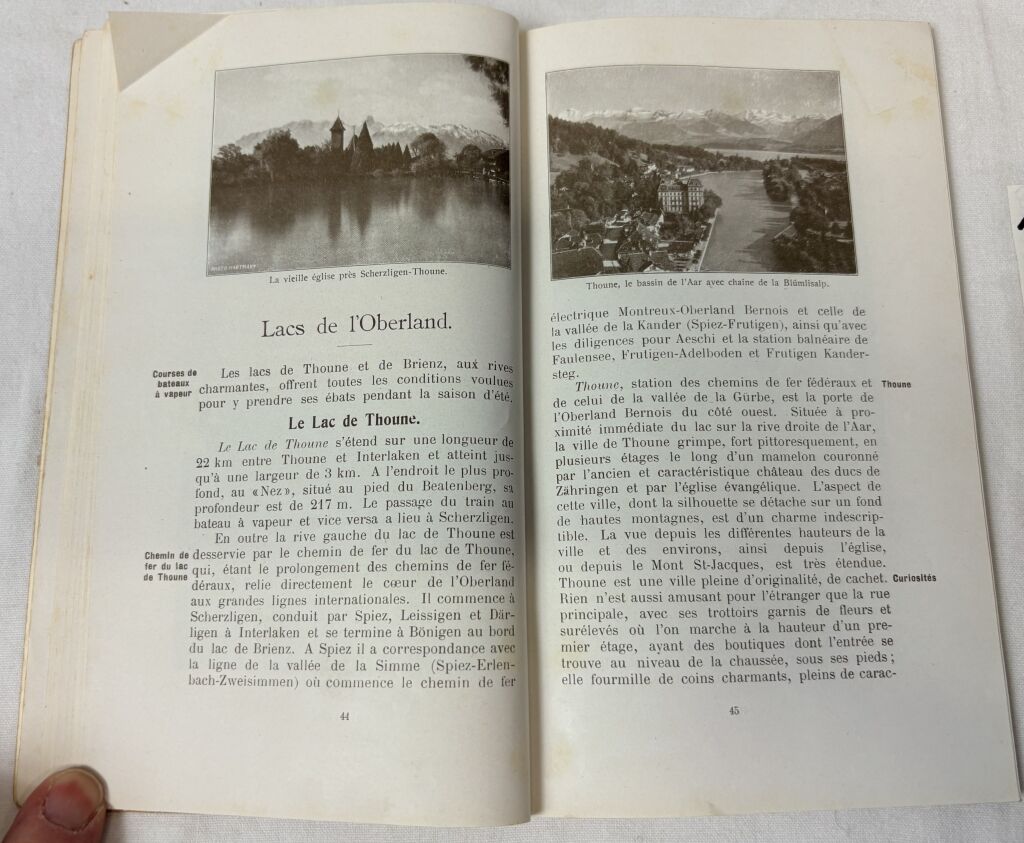 PHOTO HARTMANN
La vieille église près Scherzligen-Thoune.
Lacs de l'Oberland.
Courses de
bateaux
à vapeur
Les lacs de Thoune et de Brienz, aux rives
charmantes, offrent toutes les conditions voulues
pour y prendre ses ébats pendant la saison d'été.
Le Lac de Thoune.
Le Lac de Thoune s'étend sur une longueur de
22 km entre Thoune et Interlaken et atteint jus-
qu'à une largeur de 3 km. A l'endroit le plus pro-
fond, au «Nez», situé au pied du Beatenberg, sa
profondeur est de 217 m. Le passage du train au
bateau à vapeur et vice versa a lieu à Scherzligen.
En outre la rive gauche du lac de Thoune est
Chemin de
fer du lac
de Thoune
desservie par le chemin de fer du lac de Thoune,
qui, étant le prolongement des chemins de fer fé-
déraux, relie directement le cœur de l'Oberland
aux grandes lignes internationales. Il commence à
Scherzligen, conduit par Spiez, Leissigen et Där-
ligen à Interlaken et se termine à Bönigen au bord
du lac de Brienz. A Spiez il a correspondance avec
la ligne de la vallée de la Simme (Spiez-Erlen-
bach-Zweisimmen) où commence le chemin de fer
44
Thoune, le bassin de l'Aar avec chaîne de la Blümlisalp.
électrique Montreux-Oberland Bernois et celle de
la vallée de la Kander (Spiez-Frutigen), ainsi qu'avec
les diligences pour Aeschi et la station balnéaire de
Faulensee, Frutigen-Adelboden et Frutigen Kander-
steg.
Thoune, station des chemins de fer fédéraux et
Thoune
de celui de la vallée de la Gürbe, est la porte de
l'Oberland Bernois du côté ouest. Située à pro-
ximité immédiate du lac sur la rive droite de l'Aar,
la ville de Thoune grimpe, fort pittoresquement, en
plusieurs étages le long d'un mamelon couronné
par l'ancien et caractéristique château des ducs de
Zähringen et par l'église évangélique. L'aspect de
cette ville, dont la silhouette se détache sur un fond
de hautes montagnes, est d'un charme indescrip-
tible. La vue depuis les différentes hauteurs de la
ville et des environs, ainsi depuis l'église,
ou depuis le Mont St-Jacques, est très étendue.
Thoune est une ville pleine d'originalité, de cachet.
Curiosités
Rien n'est aussi amusant pour l'étranger que la rue
principale, avec ses trottoirs garnis de fleurs et
surélevés où l'on marche à la hauteur d'un pre-
mier étage, ayant des boutiques dont l'entrée se
trouve au niveau de la chaussée, sous ses pieds;
elle fourmille de coins charmants, pleins de carac-
45